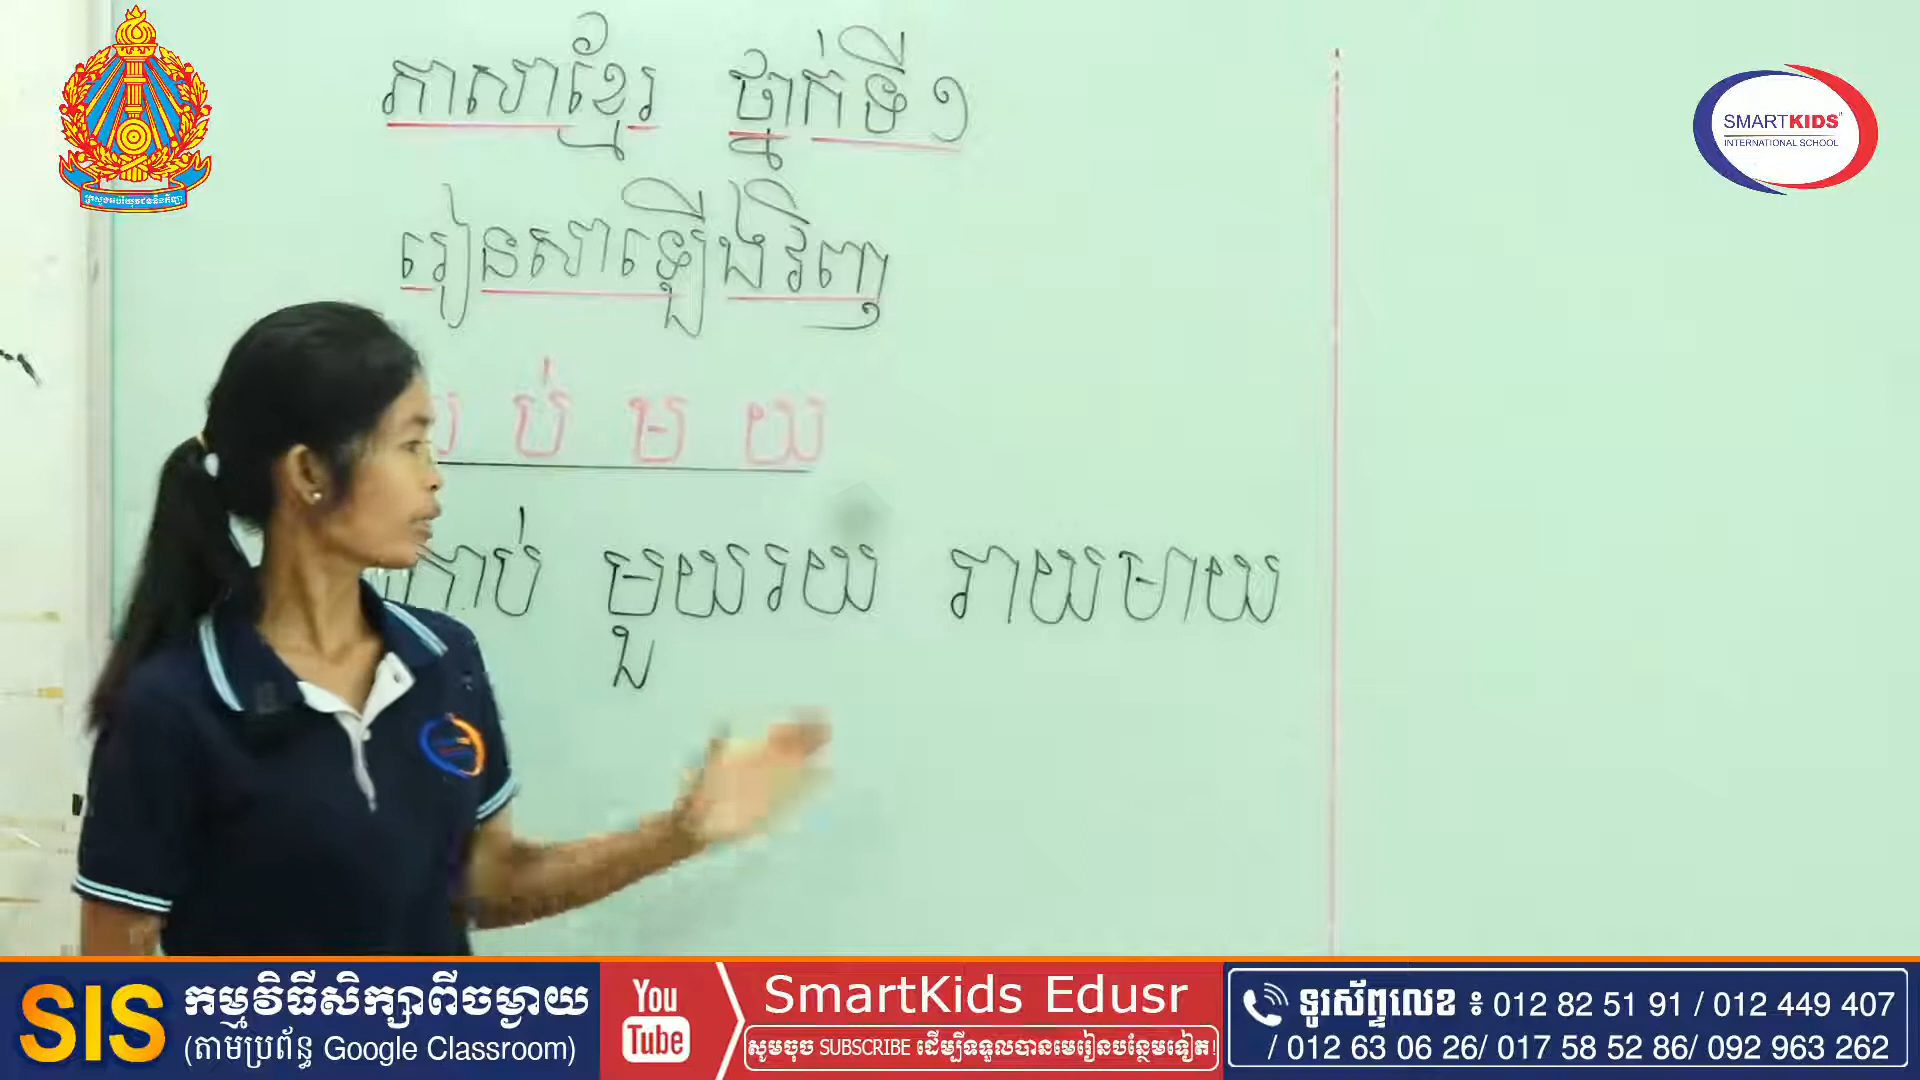 ភាសាខ្មែរ ថ្នាក់ទី១
រៀនសាឡើងវិញ
ប់ ម យ
កាប់ មួយរយ រាយមាយ
SMARTKIDS
INTERNATIONAL SCHOOL
SIS
កម្មវិធីសិក្សាពីចម្ងាយ
(តាមប្រព័ន្ធ Google Classroom)
You
Tube
SmartKids Edusr
សូមចុច SUBSCRIBE ដើម្បីទទួលបានមេរៀនបន្ថែមទៀត!
ទូរស័ព្ទលេខ ៖ 012 82 51 91 / 012 449 407
/ 012 63 06 26/ 017 58 52 86/ 092 963 262